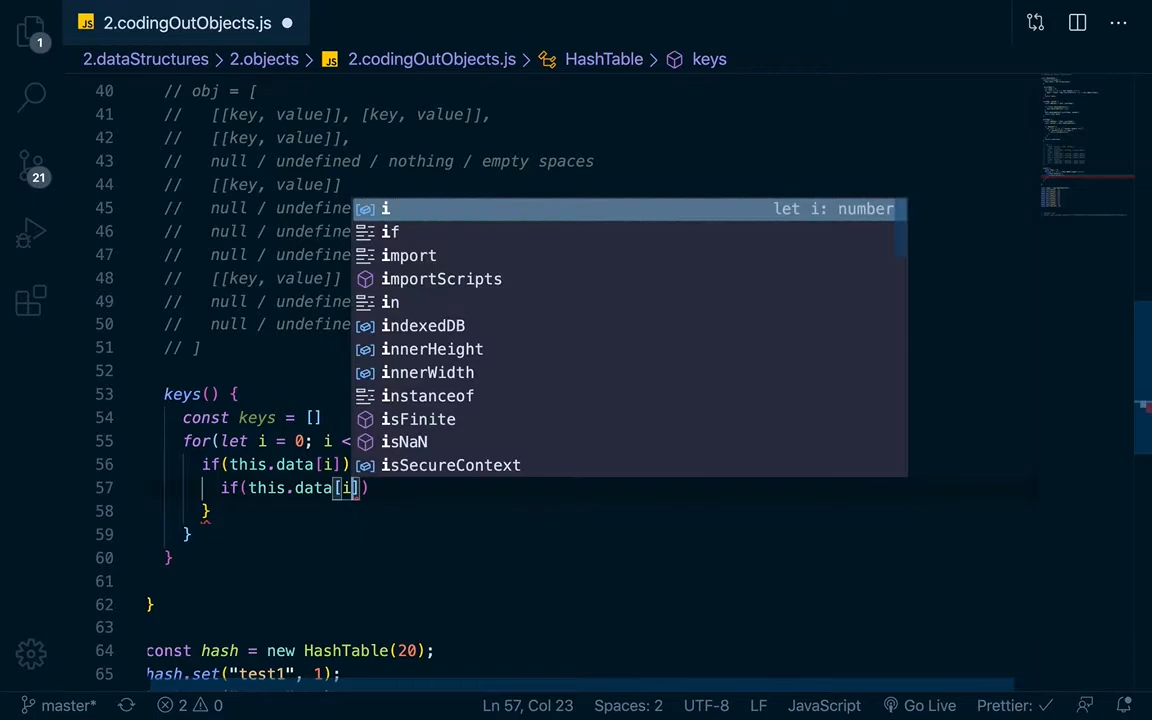 JS 2.codingOutObjects.js
1
2.dataStructures > 2.objects > JS 2.codingOutObjects.js > HashTable > keys
40 // obj = [
41 //   [[key, value]], [key, value]],
42 //   [[key, value]],
43 //   null / undefined / nothing / empty spaces
21
44 //   [[key, value]]
45 //   null / undefine
i let i: number
46 //   null / undefine
if
47 //   null / undefine
import
48 //   [[key, value]]
importScripts
49 //   null / undefine
in
50 //   null / undefine
indexedDB
51 // ]
innerHeight
52
innerWidth
53 keys() {
instanceof
54 const keys = []
isFinite
55 for(let i = 0; i <
isNaN
56 if(this.data[i])
isSecureContext
57 if(this.data[i])
58 }
59 }
60 }
61
62 }
63
64 const hash = new HashTable(20);
65 hash.set("test1", 1);
master* 2 0 Ln 57, Col 23 Spaces: 2 UTF-8 LF JavaScript Go Live Prettier: ✓